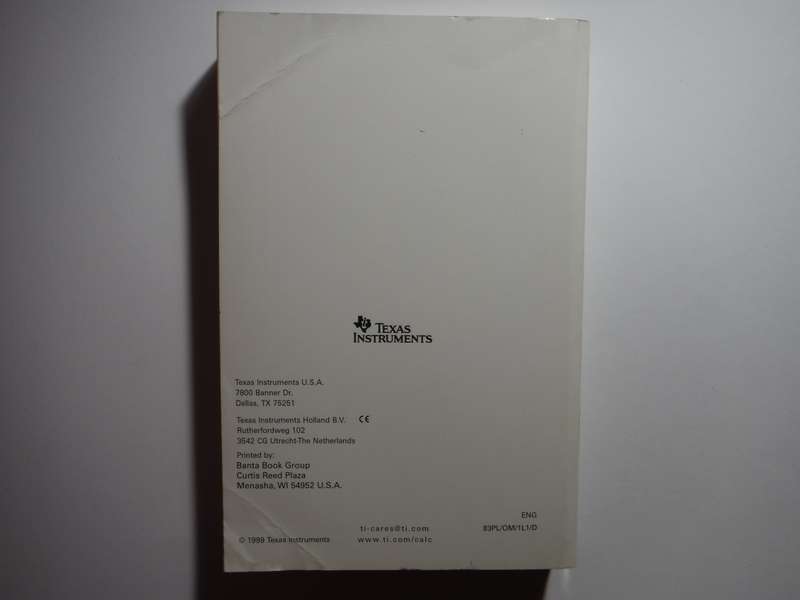 TEXAS
INSTRUMENTS
Texas Instruments U.S.A.
7800 Banner Dr.
Dallas, TX 75251
Texas Instruments Holland B.V. CE
Rutherfordweg 102
3542 CG Utrecht-The Netherlands
Printed by:
Banta Book Group
Curtis Reed Plaza
Menasha, WI 54952 U.S.A.
ENG
ti-cares@ti.com 83PL/OM/1L1/D
© 1999 Texas Instruments www.ti.com/calc